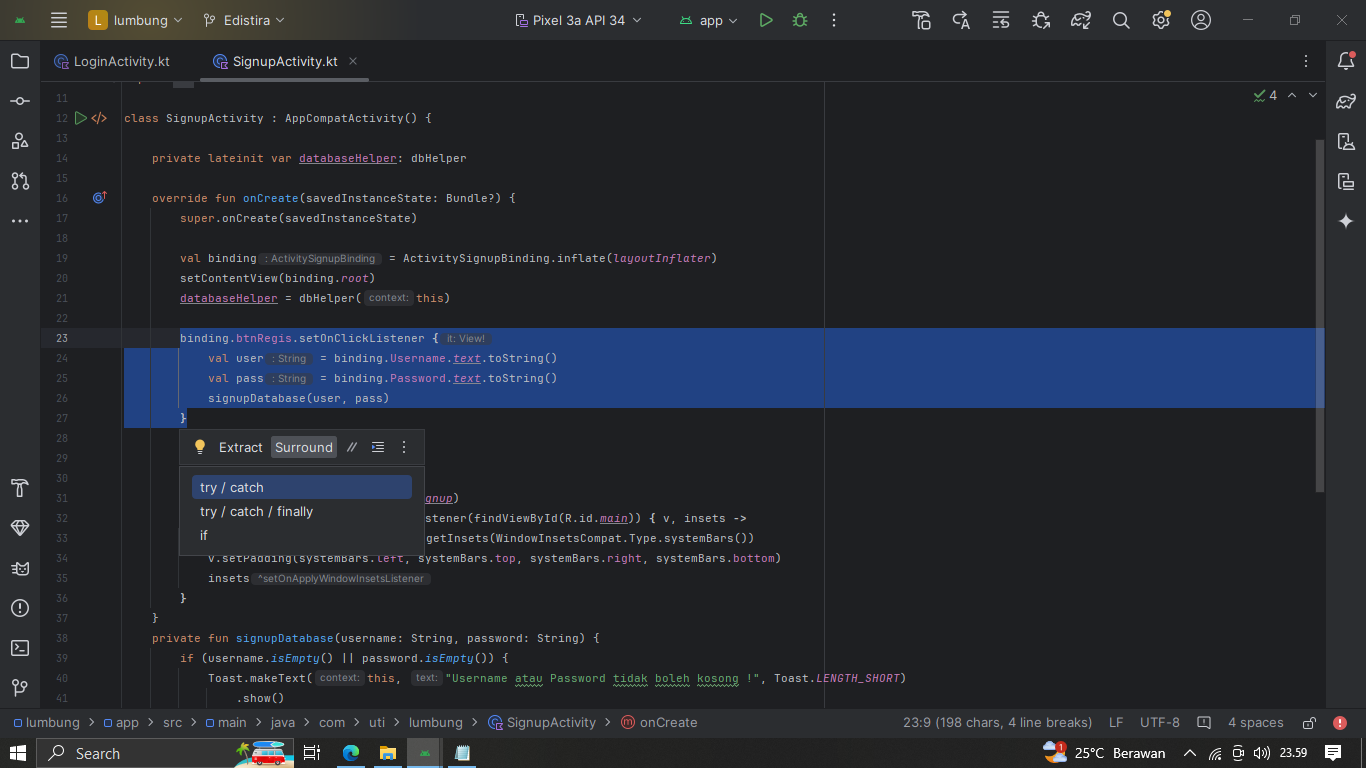 L lumbung Edistira Pixel 3a API 34 app
LoginActivity.kt SignupActivity.kt
4
11
12 class SignupActivity : AppCompatActivity() {
13
14 private lateinit var databaseHelper: dbHelper
15
16 override fun onCreate(savedInstanceState: Bundle?) {
17 super.onCreate(savedInstanceState)
18
19 val binding : ActivitySignupBinding = ActivitySignupBinding.inflate(layoutInflater)
20 setContentView(binding.root)
21 databaseHelper = dbHelper( context: this)
22
23 binding.btnRegis.setOnClickListener { it: View!
24 val user : String = binding.Username.text.toString()
25 val pass : String = binding.Password.text.toString()
26 signupDatabase(user, pass)
27 }
28
Extract Surround
29
30
try / catch
31 gnup)
try / catch / finally
32 stener(findViewById(R.id.main)) { v, insets ->
if
33 getInsets(WindowInsetsCompat.Type.systemBars())
34 v.setPadding(systemBars.left, systemBars.top, systemBars.right, systemBars.bottom)
35 insets ^setOnApplyWindowInsetsListener
36 }
37 }
38 private fun signupDatabase(username: String, password: String) {
39 if (username.isEmpty() || password.isEmpty()) {
40 Toast.makeText( context: this, text: "Username atau Password tidak boleh kosong !", Toast.LENGTH_SHORT)
41 .show()
lumbung > app > src > main > java > com > uti > lumbung > SignupActivity > onCreate 23:9 (198 chars, 4 line breaks) LF UTF-8 4 spaces
Search 1 25°C Berawan 23.59